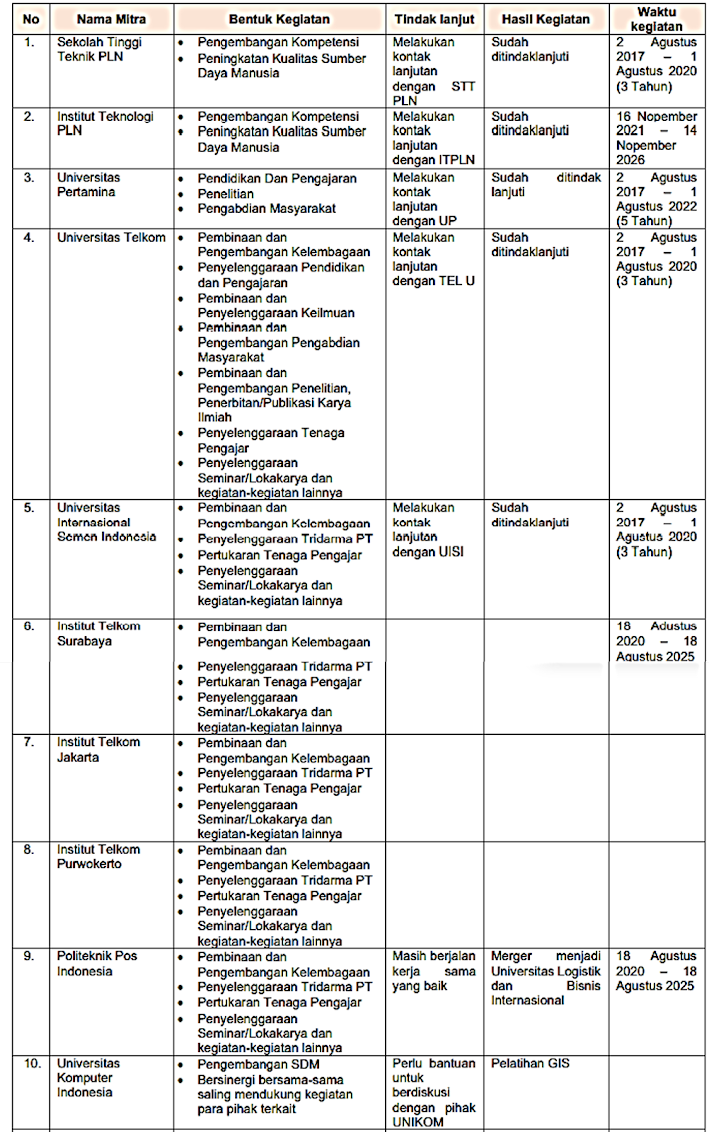 No Nama Mitra Bentuk Kegiatan Tindak lanjut Hasil Kegiatan Waktu kegiatan
1. Sekolah Tinggi Teknik PLN
• Pengembangan Kompetensi
• Peningkatan Kualitas Sumber
Daya Manusia
Melakukan
kontak
lanjutan
dengan STT
PLN
Sudah
ditindaklanjuti
2 Agustus
2017 – 1
Agustus 2020
(3 Tahun)
2. Institut Teknologi
PLN
• Pengembangan Kompetensi
• Peningkatan Kualitas Sumber
Daya Manusia
Melakukan
kontak
lanjutan
dengan ITPLN
Sudah
ditindaklanjuti
16 Nopember
2021 – 14
Nopember
2026
3. Universitas
Pertamina
• Pendidikan Dan Pengajaran
• Penelitian
• Pengabdian Masyarakat
Melakukan
kontak
lanjutan
dengan UP
Sudah ditindak
lanjuti
2 Agustus
2017 – 1
Agustus 2022
(5 Tahun)
4. Universitas Telkom
• Pembinaan dan
Pengembangan Kelembagaan
• Penyelenggaraan Pendidikan
dan Pengajaran
• Pembinaan dan
Penyelenggaraan Keilmuan
• Pembinaan dan
Pengembangan Pengabdian
Masyarakat
• Pembinaan dan
Pengembangan Penelitian,
Penerbitan/Publikasi Karya
Ilmiah
• Penyelenggaraan Tenaga
Pengajar
• Penyelenggaraan
Seminar/Lokakarya dan
kegiatan-kegiatan lainnya
Melakukan
kontak
lanjutan
dengan TEL U
Sudah
ditindaklanjuti
2 Agustus
2017 – 1
Agustus 2020
(3 Tahun)
5. Universitas
Internasional
Semen Indonesia
• Pembinaan dan
Pengembangan Kelembagaan
• Penyelenggaraan Tridarma PT
• Pertukaran Tenaga Pengajar
• Penyelenggaraan
Seminar/Lokakarya dan
kegiatan-kegiatan lainnya
Melakukan
kontak
lanjutan
dengan UISI
Sudah
ditindaklanjuti
2 Agustus
2017 – 1
Agustus 2020
(3 Tahun)
6. Institut Telkom
Surabaya
• Pembinaan dan
Pengembangan Kelembagaan
• Penyelenggaraan Tridarma PT
• Pertukaran Tenaga Pengajar
• Penyelenggaraan
Seminar/Lokakarya dan
kegiatan-kegiatan lainnya
18 Agustus
2020 – 18
Agustus 2025
7. Institut Telkom
Jakarta
• Pembinaan dan
Pengembangan Kelembagaan
• Penyelenggaraan Tridarma PT
• Pertukaran Tenaga Pengajar
• Penyelenggaraan
Seminar/Lokakarya dan
kegiatan-kegiatan lainnya
8. Institut Telkom
Purwokerto
• Pembinaan dan
Pengembangan Kelembagaan
• Penyelenggaraan Tridarma PT
• Pertukaran Tenaga Pengajar
• Penyelenggaraan
Seminar/Lokakarya dan
kegiatan-kegiatan lainnya
9. Politeknik Pos
Indonesia
• Pembinaan dan
Pengembangan Kelembagaan
• Penyelenggaraan Tridarma PT
• Pertukaran Tenaga Pengajar
• Penyelenggaraan
Seminar/Lokakarya dan
kegiatan-kegiatan lainnya
Masih berjalan
kerja sama
yang baik
Merger menjadi
Universitas Logistik
dan Bisnis
Internasional
18 Agustus
2020 – 18
Agustus 2025
10. Universitas
Komputer
Indonesia
• Pengembangan SDM
• Bersinergi bersama-sama
saling mendukung kegiatan
para pihak terkait
Perlu bantuan
untuk
berdiskusi
dengan pihak
UNIKOM
Pelatihan GIS